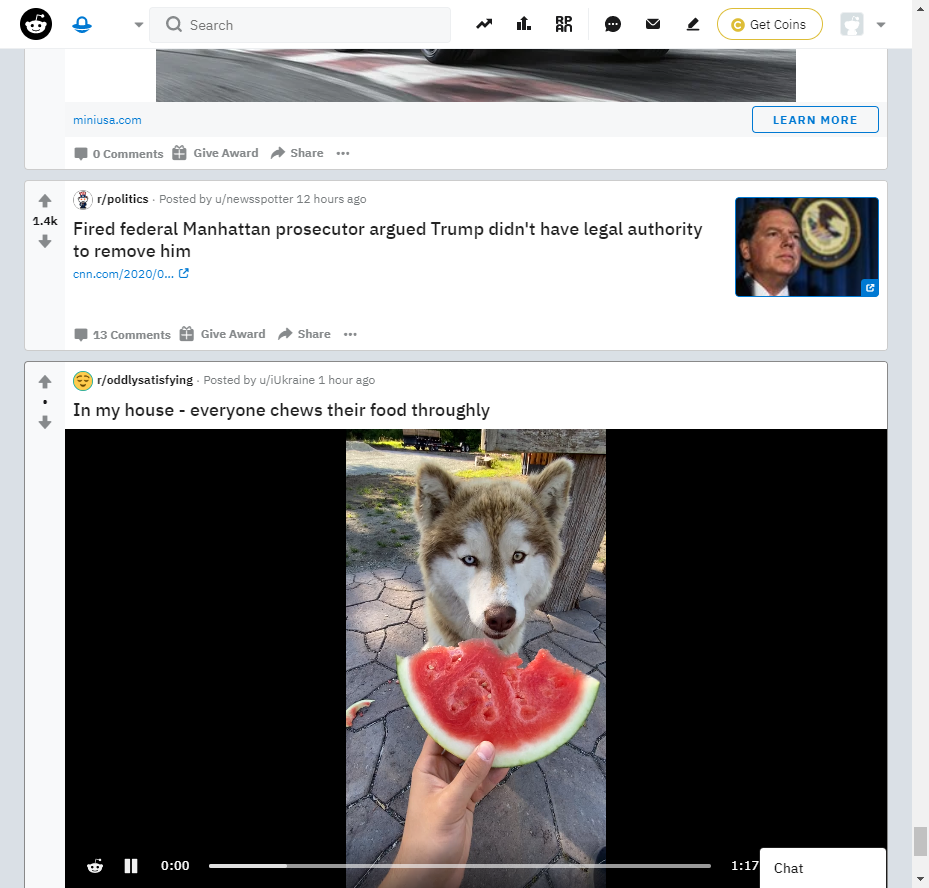 Search
Get Coins
miniusa.com
LEARN MORE
0 Comments
Give Award
Share
r/politics · Posted by u/newsspotter 12 hours ago
1.4k
Fired federal Manhattan prosecutor argued Trump didn't have legal authority
to remove him
cnn.com/2020/0...
13 Comments
Give Award
Share
r/oddlysatisfying · Posted by u/iUkraine 1 hour ago
•
In my house - everyone chews their food throughly
0:00
1:17
Chat